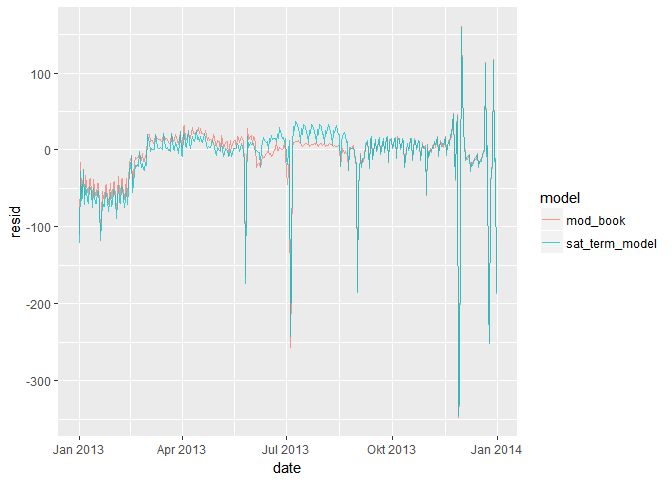 100
0
-100
-200
-300
resid
Jan 2013
Apr 2013
Jul 2013
Okt 2013
Jan 2014
date
model
mod_book
sat_term_model